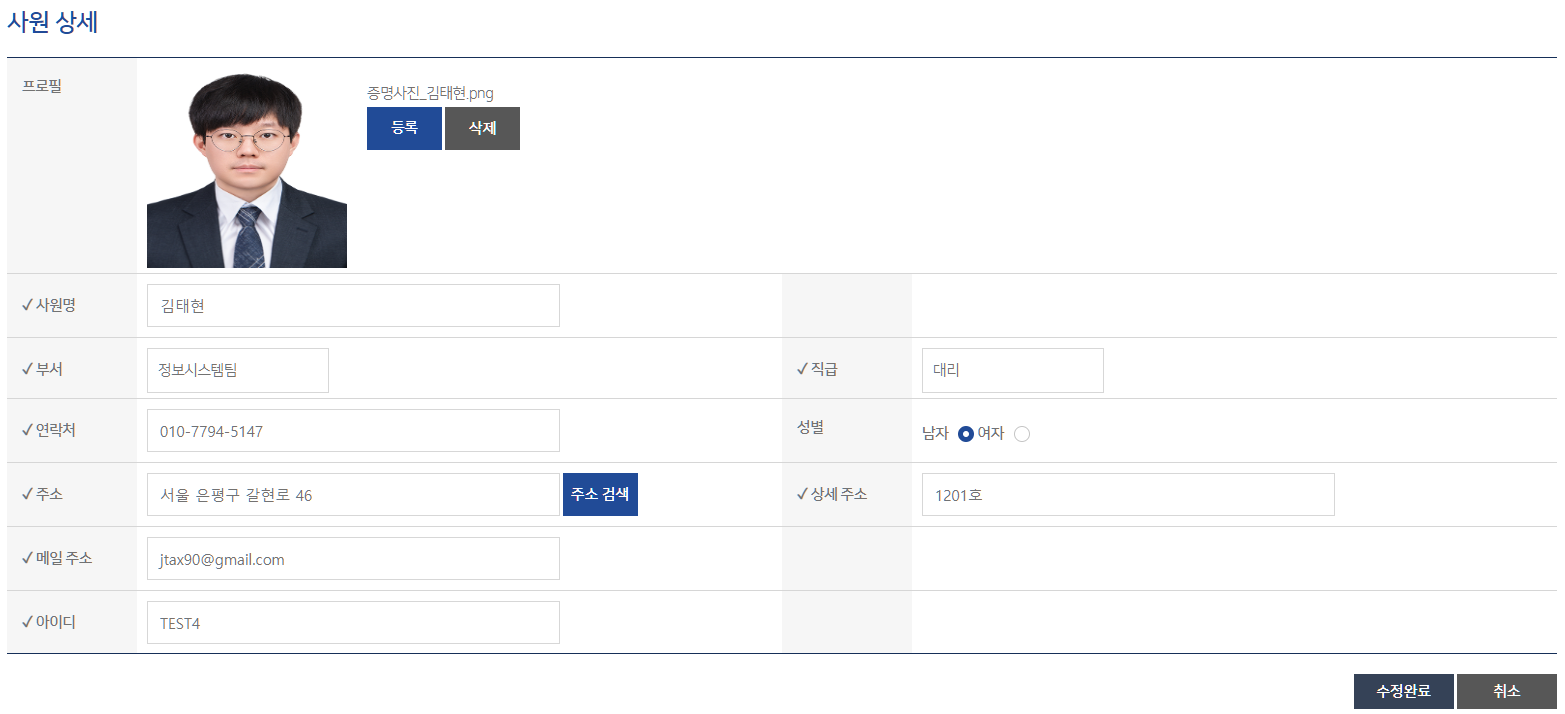 사원 상세
프로필
증명사진_김태현.png
등록 삭제
✓사원명 김태현
✓부서 정보시스템팀 ✓직급 대리
✓연락처 010-7794-5147 성별 남자 여자
✓주소 서울 은평구 갈현로 46 주소 검색 ✓상세 주소 1201호
✓메일 주소 jtax90@gmail.com
✓아이디 TEST4
수정완료 취소